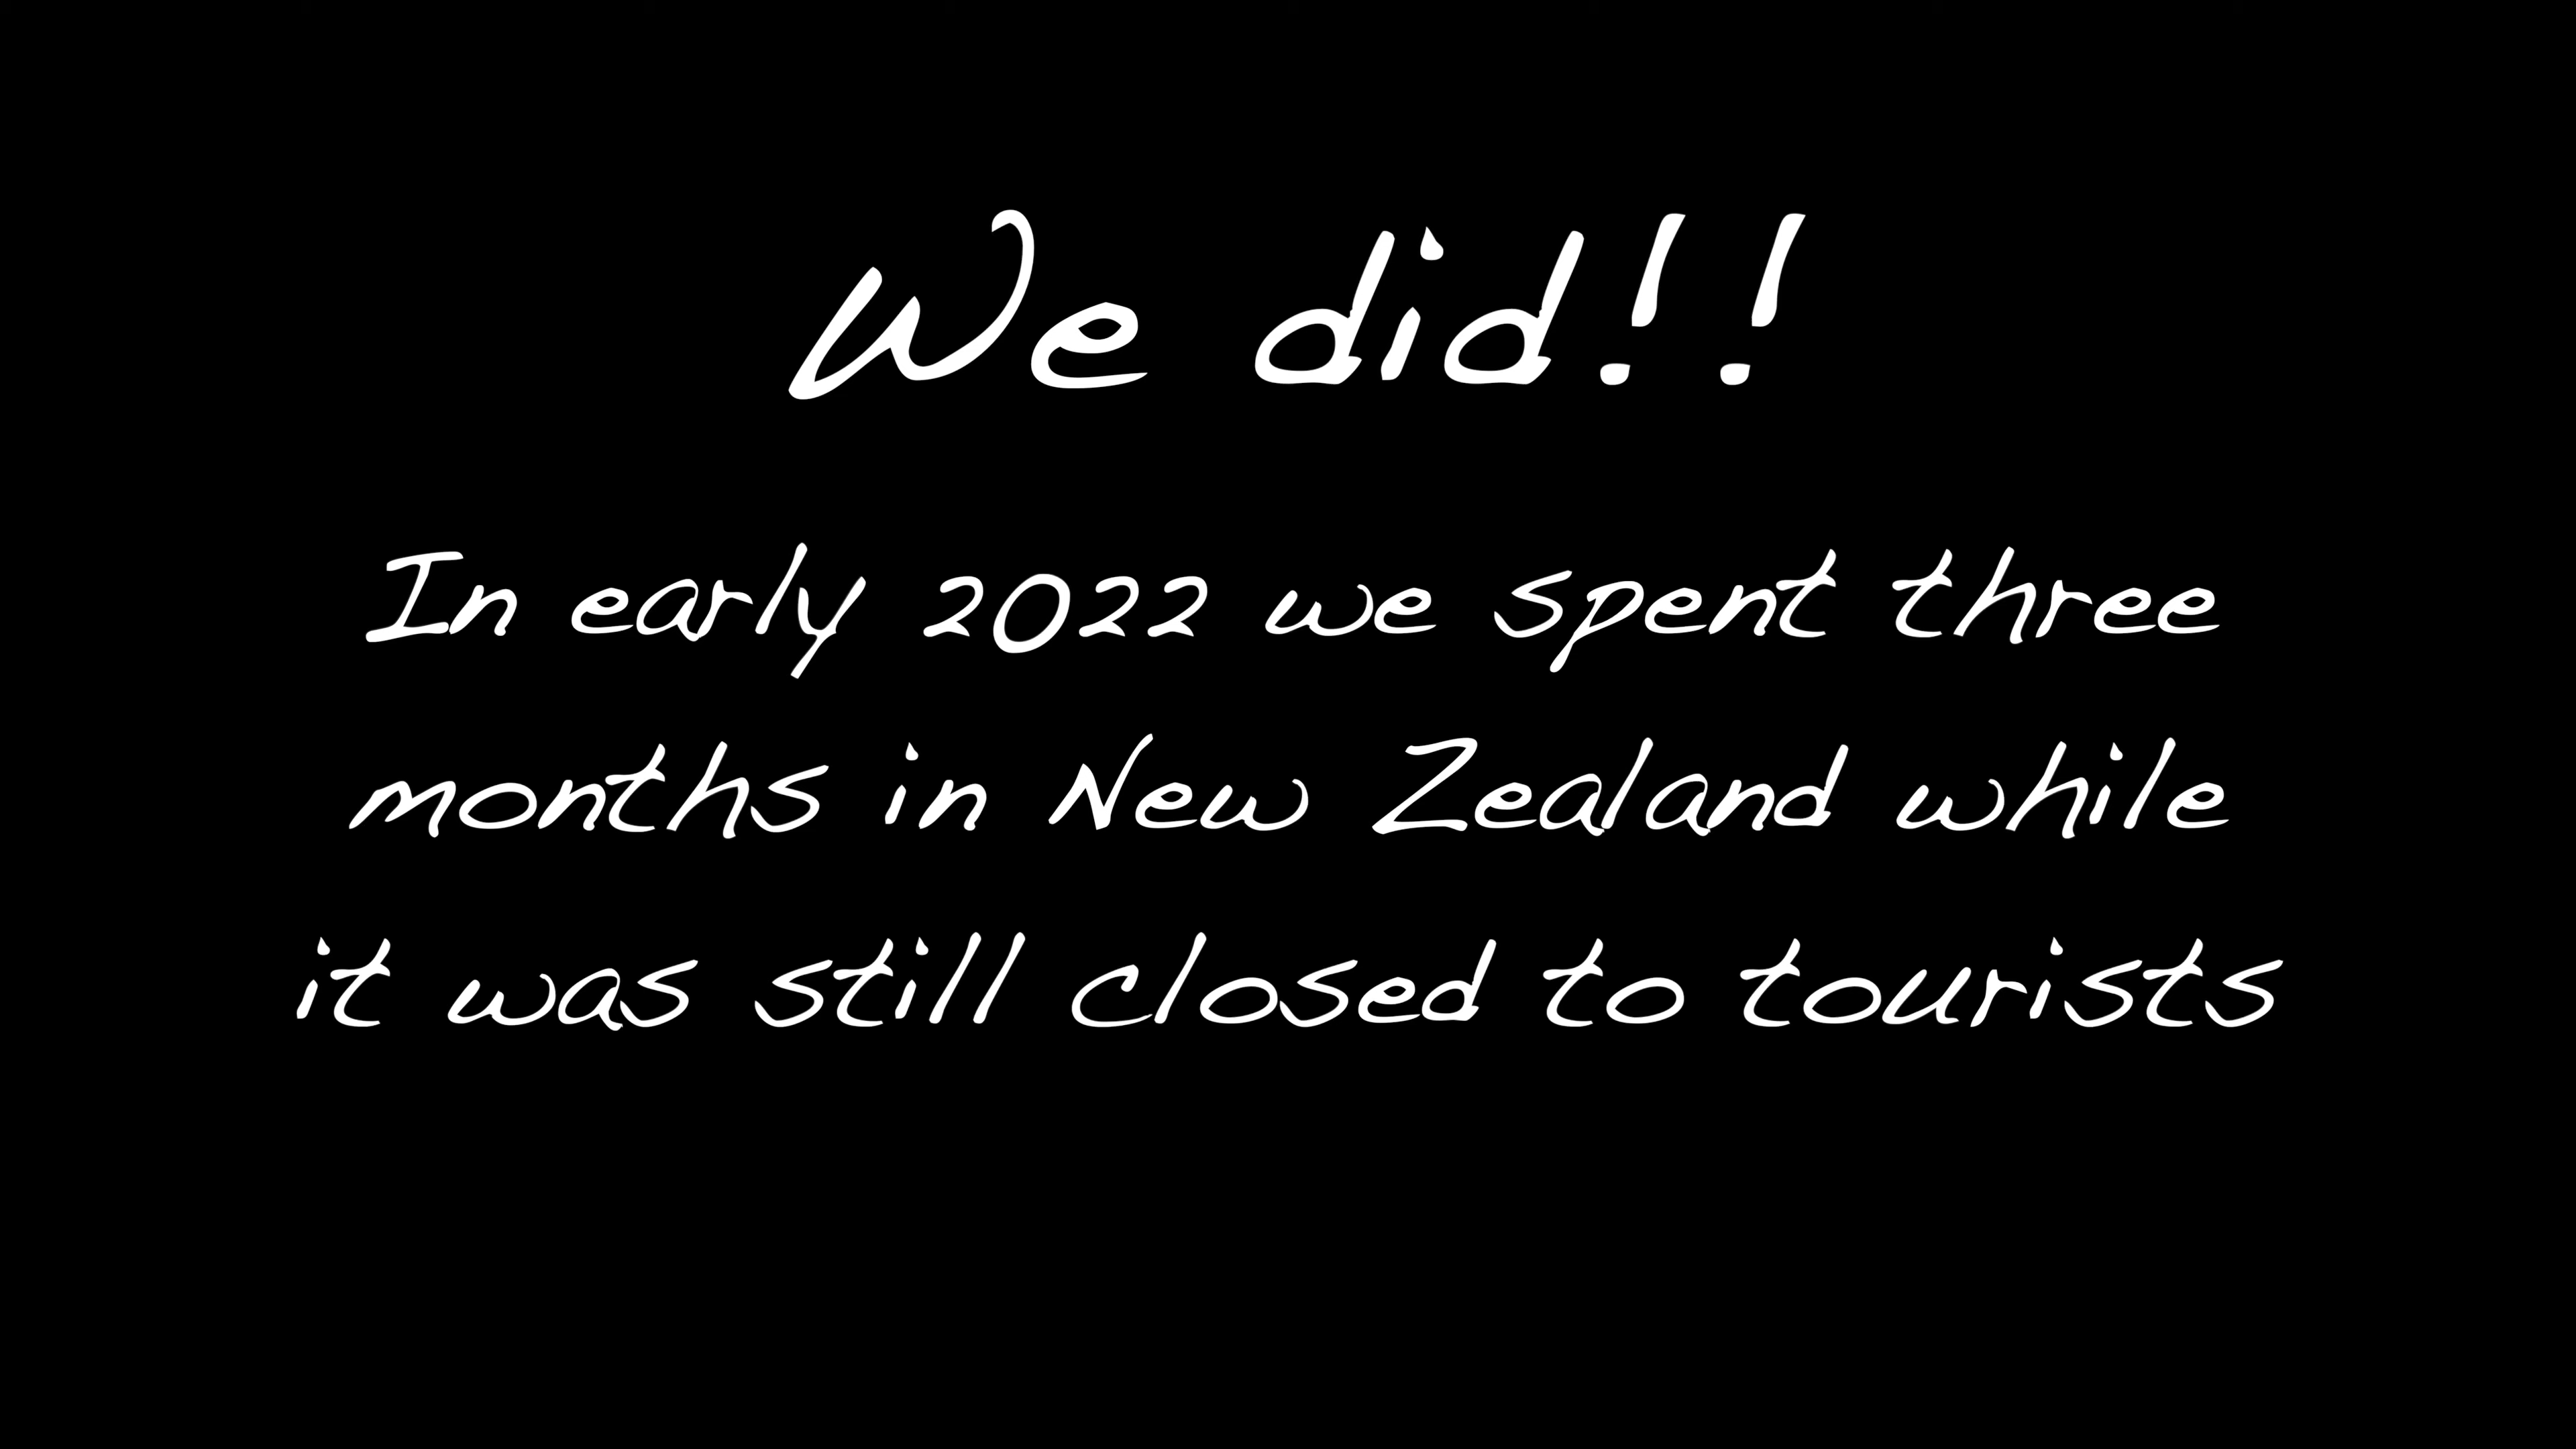 We did!!
In early 2022 we spent three
months in New Zealand while
it was still closed to tourists